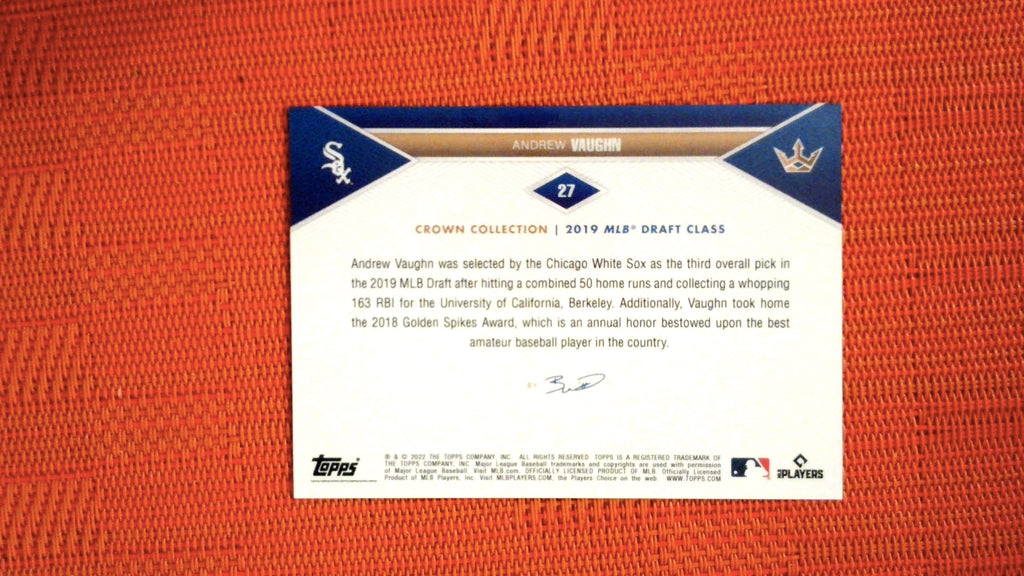 Sox
ANDREW VAUGHN
27
CROWN COLLECTION | 2019 MLB® DRAFT CLASS
Andrew Vaughn was selected by the Chicago White Sox as the third overall pick in
the 2019 MLB Draft after hitting a combined 50 home runs and collecting a whopping
163 RBI for the University of California, Berkeley. Additionally, Vaughn took home
the 2018 Golden Spikes Award, which is an annual honor bestowed upon the best
amateur baseball player in the country.
BY
Topps
® & © 2022 THE TOPPS COMPANY, INC. ALL RIGHTS RESERVED. TOPPS IS A REGISTERED TRADEMARK OF
THE TOPPS COMPANY, INC. Major League Baseball trademarks and copyrights are used with permission
of Major League Baseball. Visit MLB.com. OFFICIALLY LICENSED PRODUCT OF MLB Officially Licensed
Product of MLB Players, Inc. Visit MLBPLAYERS.COM, the Players Choice on the web. WWW.TOPPS.COM
MLB PLAYERS